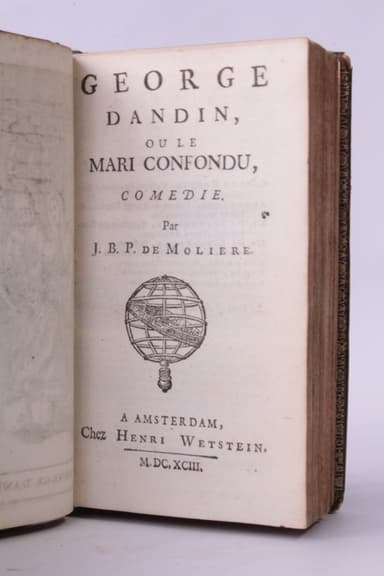 GEORGE
DANDIN,
OU LE
MARI CONFONDU,
COMEDIE.
Par
J. B. P. DE MOLIERE.
A AMSTERDAM,
Chez HENRI WETSTEIN,
M. DC. XCIII.